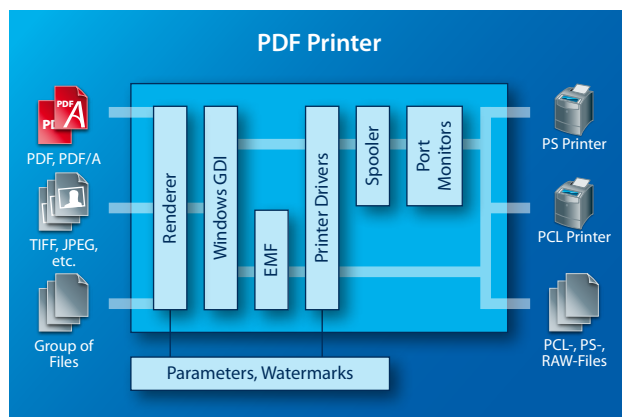 PDF Printer
PDF
PDF
PDF, PDF/A
TIFF, JPEG,
etc.
Group of
Files
Renderer
Windows GDI
EMF
Printer Drivers
Spooler
Port
Monitors
PS Printer
PCL Printer
PCL-, PS-,
RAW-Files
Parameters, Watermarks